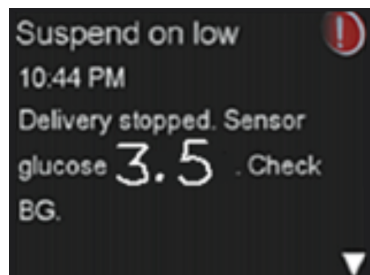 Suspend on low
10:44 PM
Delivery stopped. Sensor
glucose 3.5 . Check
BG.